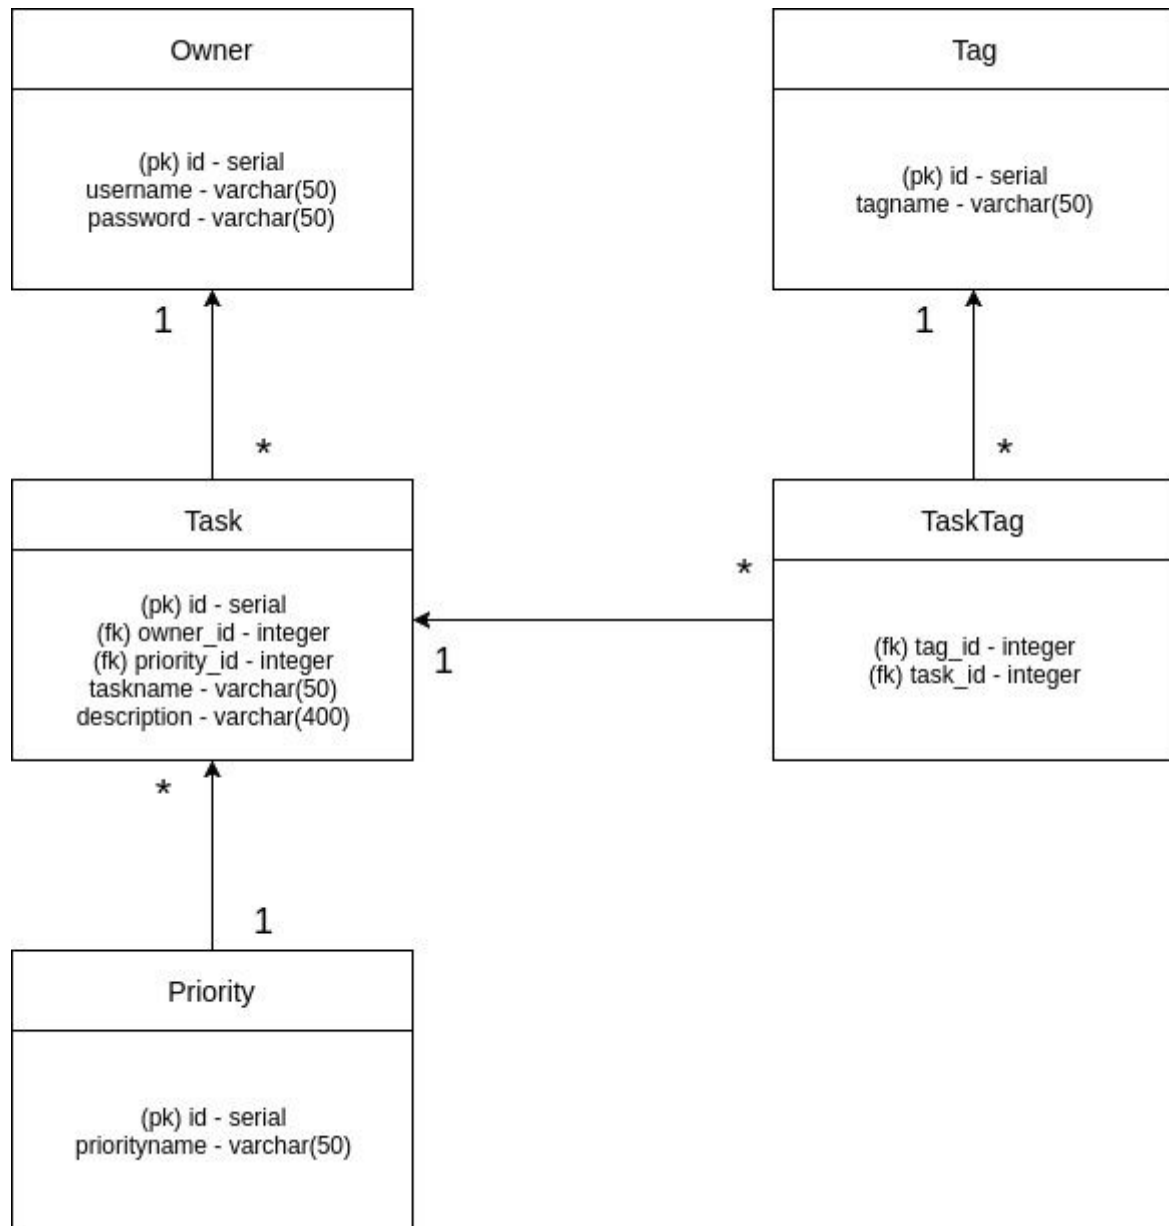 Owner
(pk) id - serial
username - varchar(50)
password - varchar(50)
Tag
(pk) id - serial
tagname - varchar(50)
1
1
*
*
Task
(pk) id - serial
(fk) owner_id - integer
(fk) priority_id - integer
taskname - varchar(50)
description - varchar(400)
*
1
TaskTag
(fk) tag_id - integer
(fk) task_id - integer
*
1
Priority
(pk) id - serial
priorityname - varchar(50)